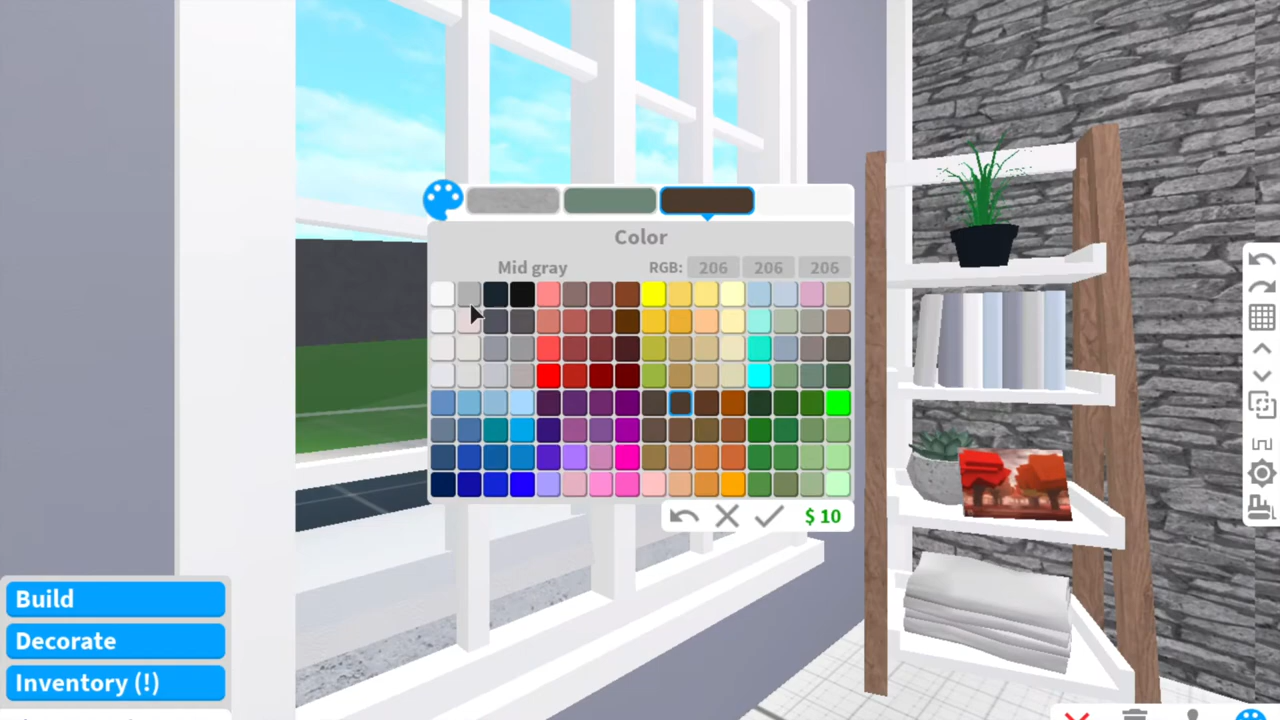 Color
Mid gray RGB: 206 206 206
$ 10
Build
Decorate
Inventory (!)